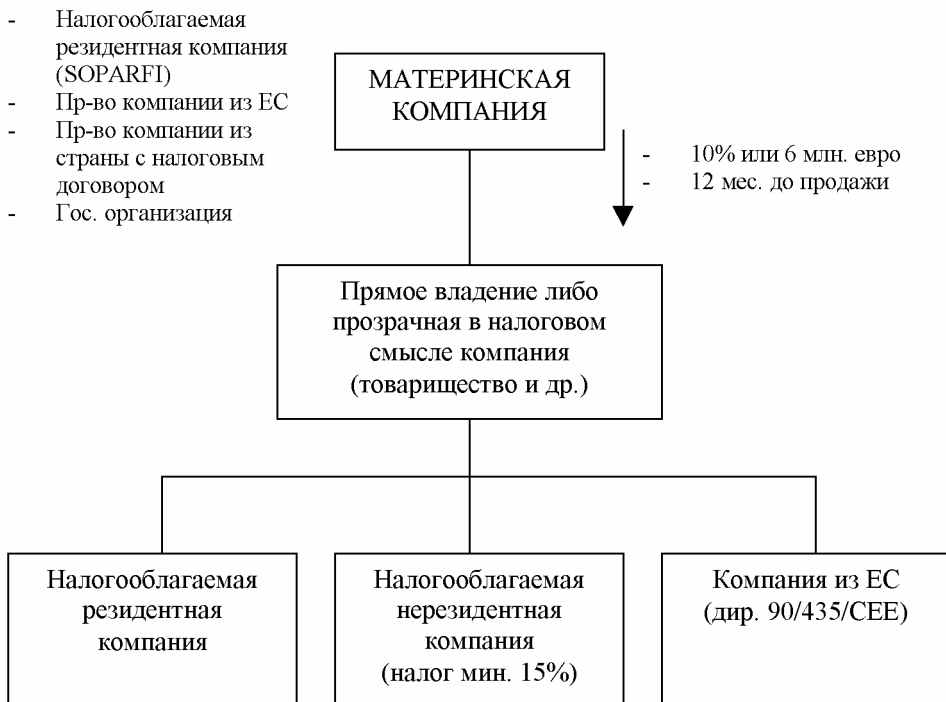 - Налогооблагаемая
резидентная компания
(SOPARFI)
- Пр-во компании из ЕС
- Пр-во компании из
страны с налоговым
договором
- Гос. организация
МАТЕРИНСКАЯ
КОМПАНИЯ
- 10% или 6 млн. евро
- 12 мес. до продажи
Прямое владение либо
прозрачная в налоговом
смысле компания
(товарищество и др.)
Налогооблагаемая
резидентная
компания
Налогооблагаемая
нерезидентная
компания
(налог мин. 15%)
Компания из ЕС
(дир. 90/435/CEE)